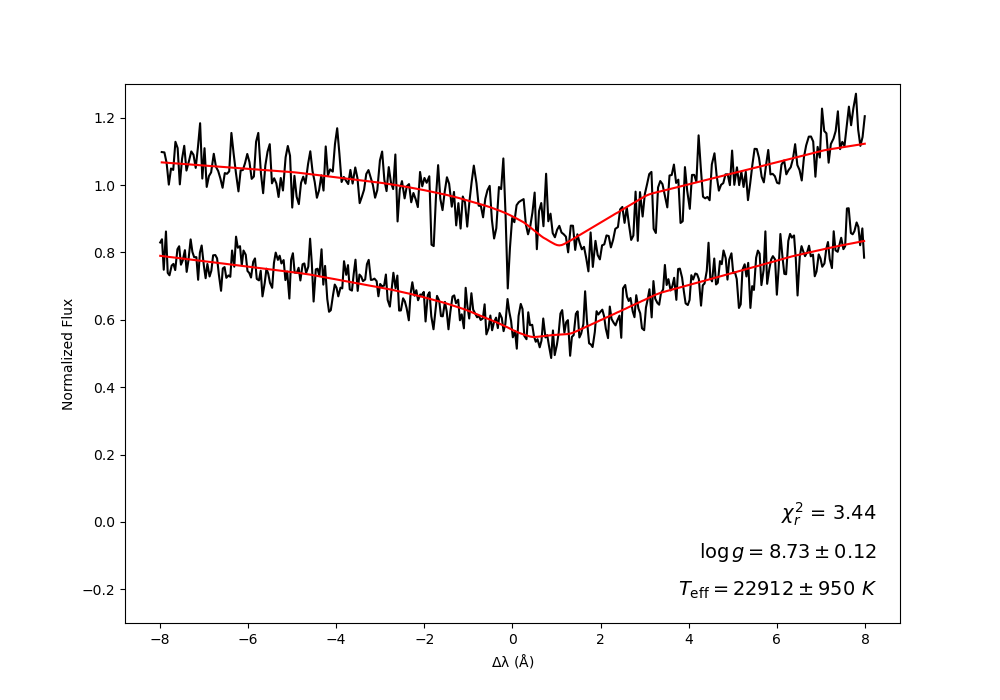 1.2
1.0
0.8
0.6
0.4
0.2
0.0
−0.2
Normalized Flux
χ²ᵣ = 3.44
log g = 8.73 ± 0.12
T_eff = 22912 ± 950 K
−8 −6 −4 −2 0 2 4 6 8
Δλ (Å)